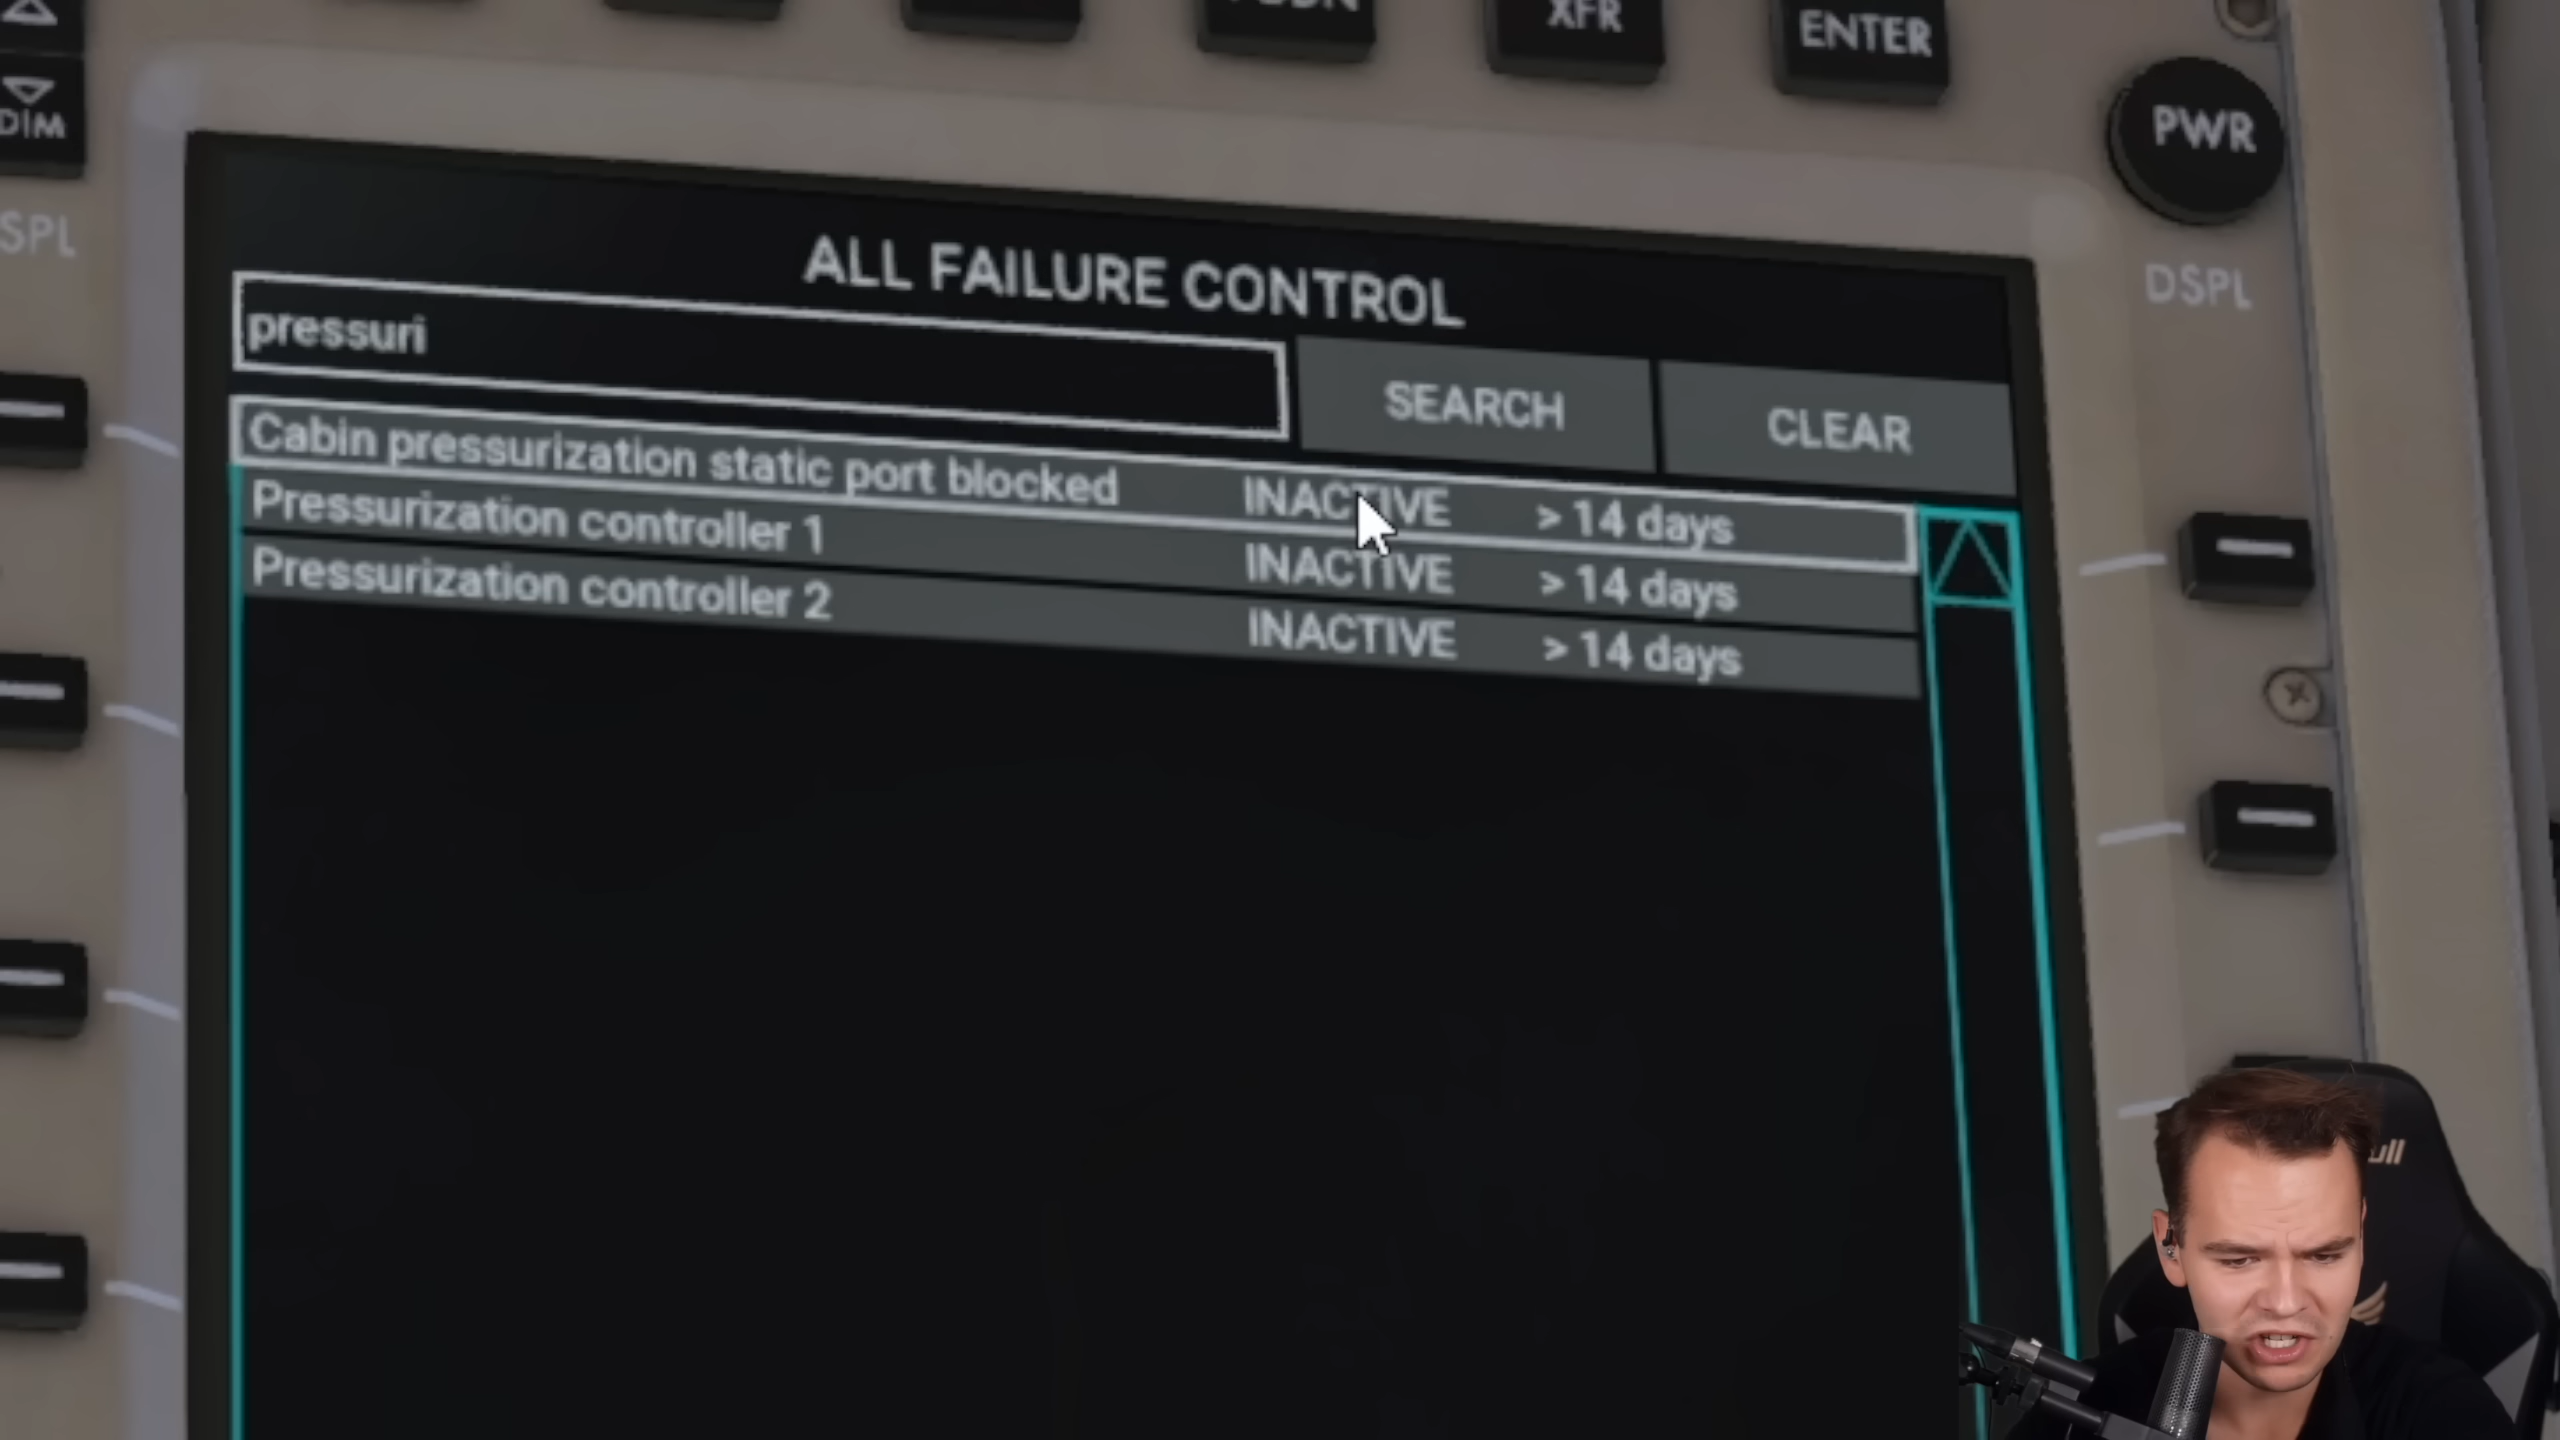 XFR
ENTER
PWR
DIM
SPL
DSPL
ALL FAILURE CONTROL
pressuri
SEARCH
CLEAR
Cabin pressurization static port blocked INACTIVE > 14 days
Pressurization controller 1 INACTIVE > 14 days
Pressurization controller 2 INACTIVE > 14 days